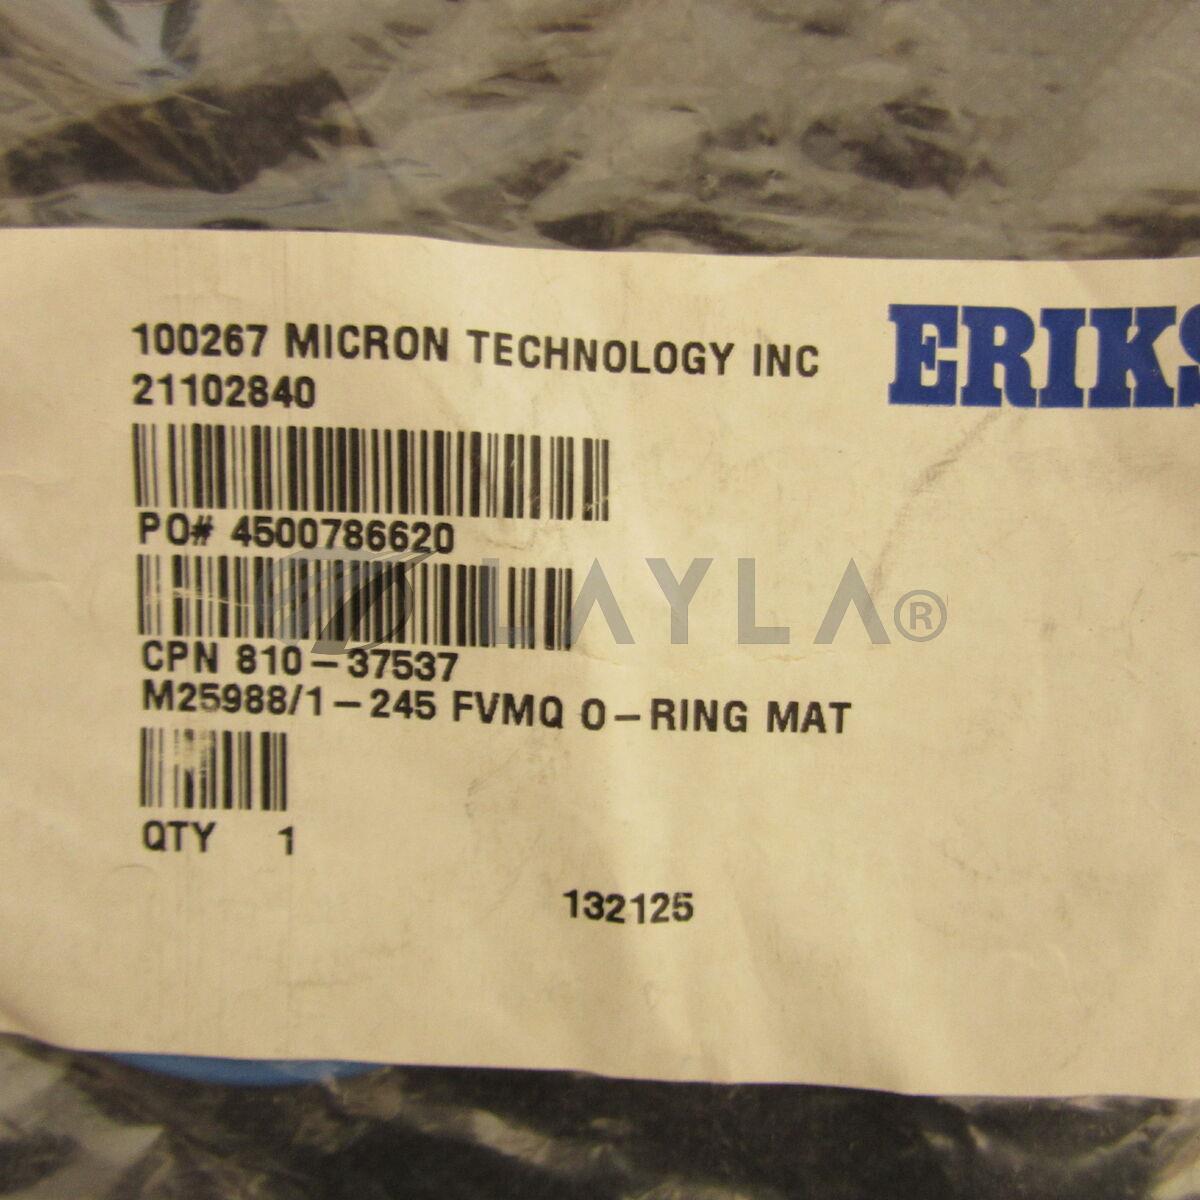 100267 MICRON TECHNOLOGY INC
ERIKS
21102840
PO# 4500786620
LAYLA®
CPN 810-37537
M25988/1-245 FVMQ O-RING MAT
QTY 1
132125